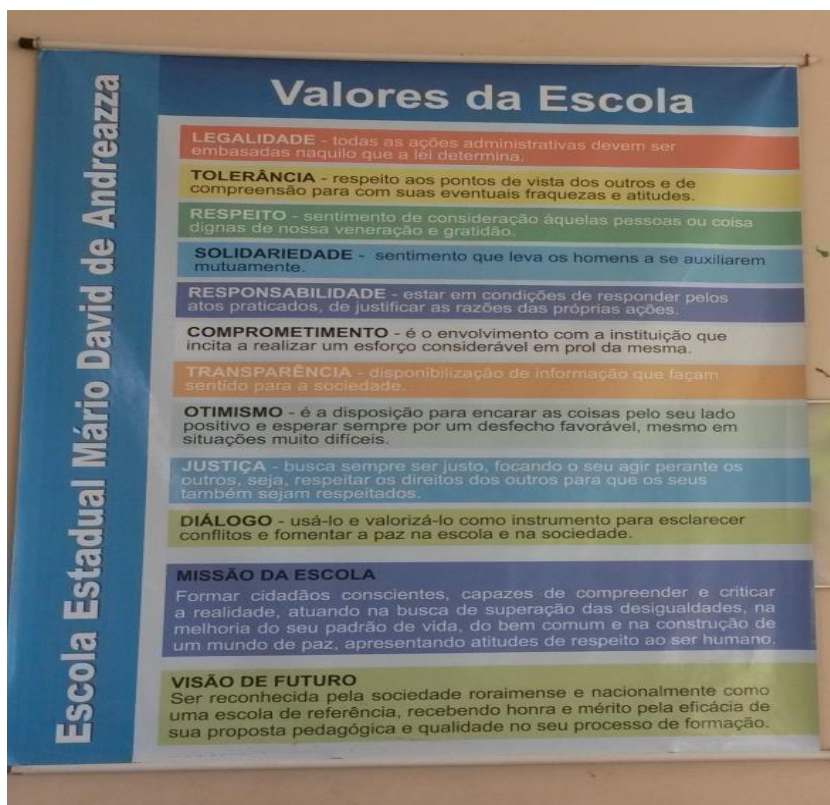 Escola Estadual Mário David de Andreazza
Valores da Escola
LEGALIDADE - todas as ações administrativas devem ser
embasadas naquilo que a lei determina.
TOLERÂNCIA - respeito aos pontos de vista dos outros e de
compreensão para com suas eventuais fraquezas e atitudes.
RESPEITO - sentimento de consideração àquelas pessoas ou coisa
dignas de nossa veneração e gratidão.
SOLIDARIEDADE - sentimento que leva os homens a se auxiliarem
mutuamente.
RESPONSABILIDADE - estar em condições de responder pelos
atos praticados, de justificar as razões das próprias ações.
COMPROMETIMENTO - é o envolvimento com a instituição que
incita a realizar um esforço considerável em prol da mesma.
TRANSPARÊNCIA - disponibilização de informação que façam
sentido para a sociedade.
OTIMISMO - é a disposição para encarar as coisas pelo seu lado
positivo e esperar sempre por um desfecho favorável, mesmo em
situações muito difíceis.
JUSTIÇA - busca sempre ser justo, focando o seu agir perante os
outros, seja, respeitar os direitos dos outros para que os seus
também sejam respeitados.
DIÁLOGO - usá-lo e valorizá-lo como instrumento para esclarecer
conflitos e fomentar a paz na escola e na sociedade.
MISSÃO DA ESCOLA
Formar cidadãos conscientes, capazes de compreender e criticar
a realidade, atuando na busca de superação das desigualdades, na
melhoria do seu padrão de vida, do bem comum e na construção de
um mundo de paz, apresentando atitudes de respeito ao ser humano.
VISÃO DE FUTURO
Ser reconhecida pela sociedade roraimense e nacionalmente como
uma escola de referência, recebendo honra e mérito pela eficácia de
sua proposta pedagógica e qualidade no seu processo de formação.